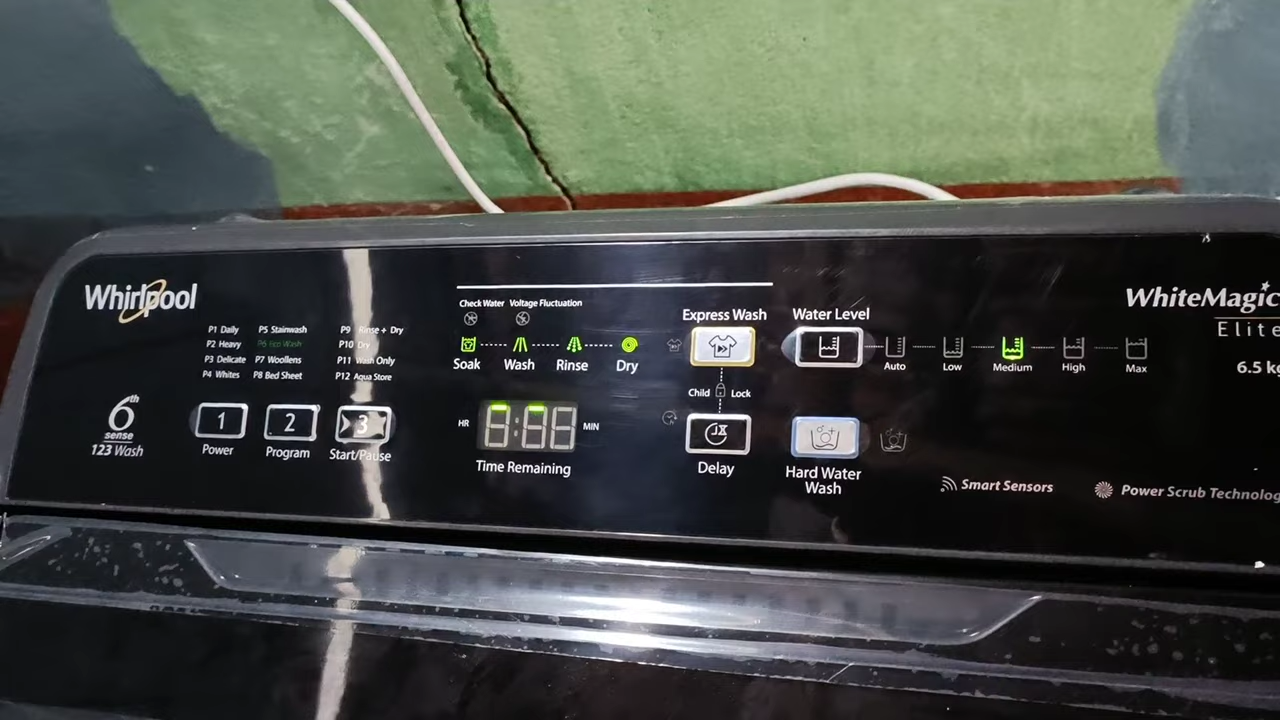 Whirlpool
P1 Daily P5 Stainwash P9 Rinse + Dry
P2 Heavy P6 Eco Wash P10 Dry
P3 Delicate P7 Woollens P11 Wash Only
P4 Whites P8 Bed Sheet P12 Aqua Store
6th
sense
123 Wash
1 2 3
Power Program Start/Pause
Check Water Voltage Fluctuation
Soak Wash Rinse Dry
HR MIN
Time Remaining
Express Wash
Child Lock
Delay
Water Level
Auto Low Medium High Max
Hard Water
Wash
WhiteMagic
Elite
6.5 kg
Smart Sensors
Power Scrub Technolog